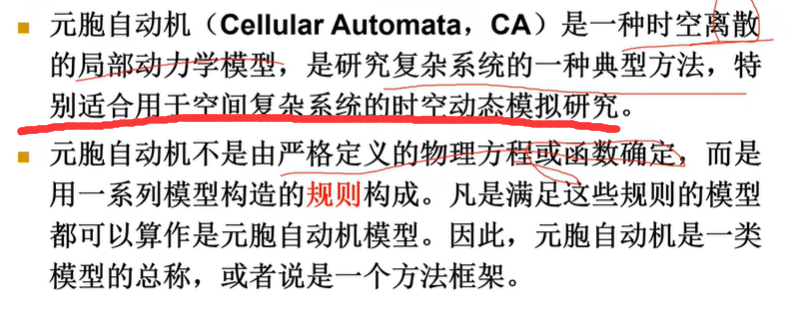 元胞自动机（Cellular Automata，CA）是一种时空离散
的局部动力学模型，是研究复杂系统的一种典型方法，特
别适合用于空间复杂系统的时空动态模拟研究。
元胞自动机不是由严格定义的物理方程或函数确定，而是
用一系列模型构造的规则构成。凡是满足这些规则的模型
都可以算作是元胞自动机模型。因此，元胞自动机是一类
模型的总称，或者说是一个方法框架。